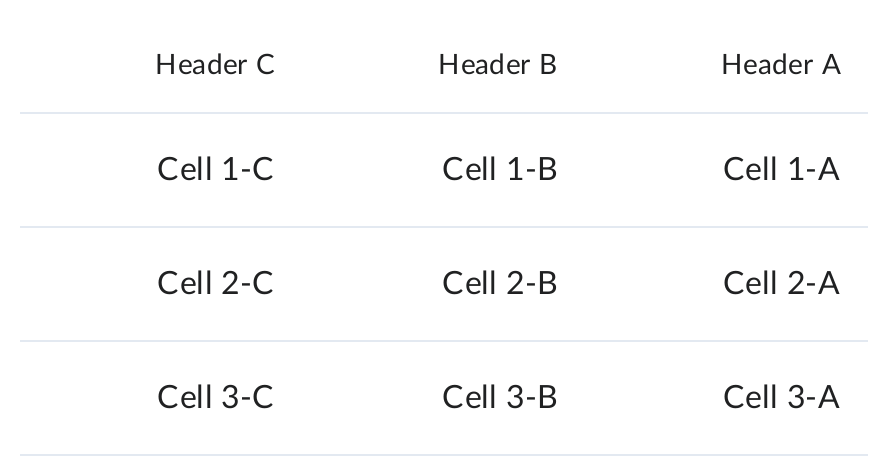 Header C Header B Header A
Cell 1-C Cell 1-B Cell 1-A
Cell 2-C Cell 2-B Cell 2-A
Cell 3-C Cell 3-B Cell 3-A